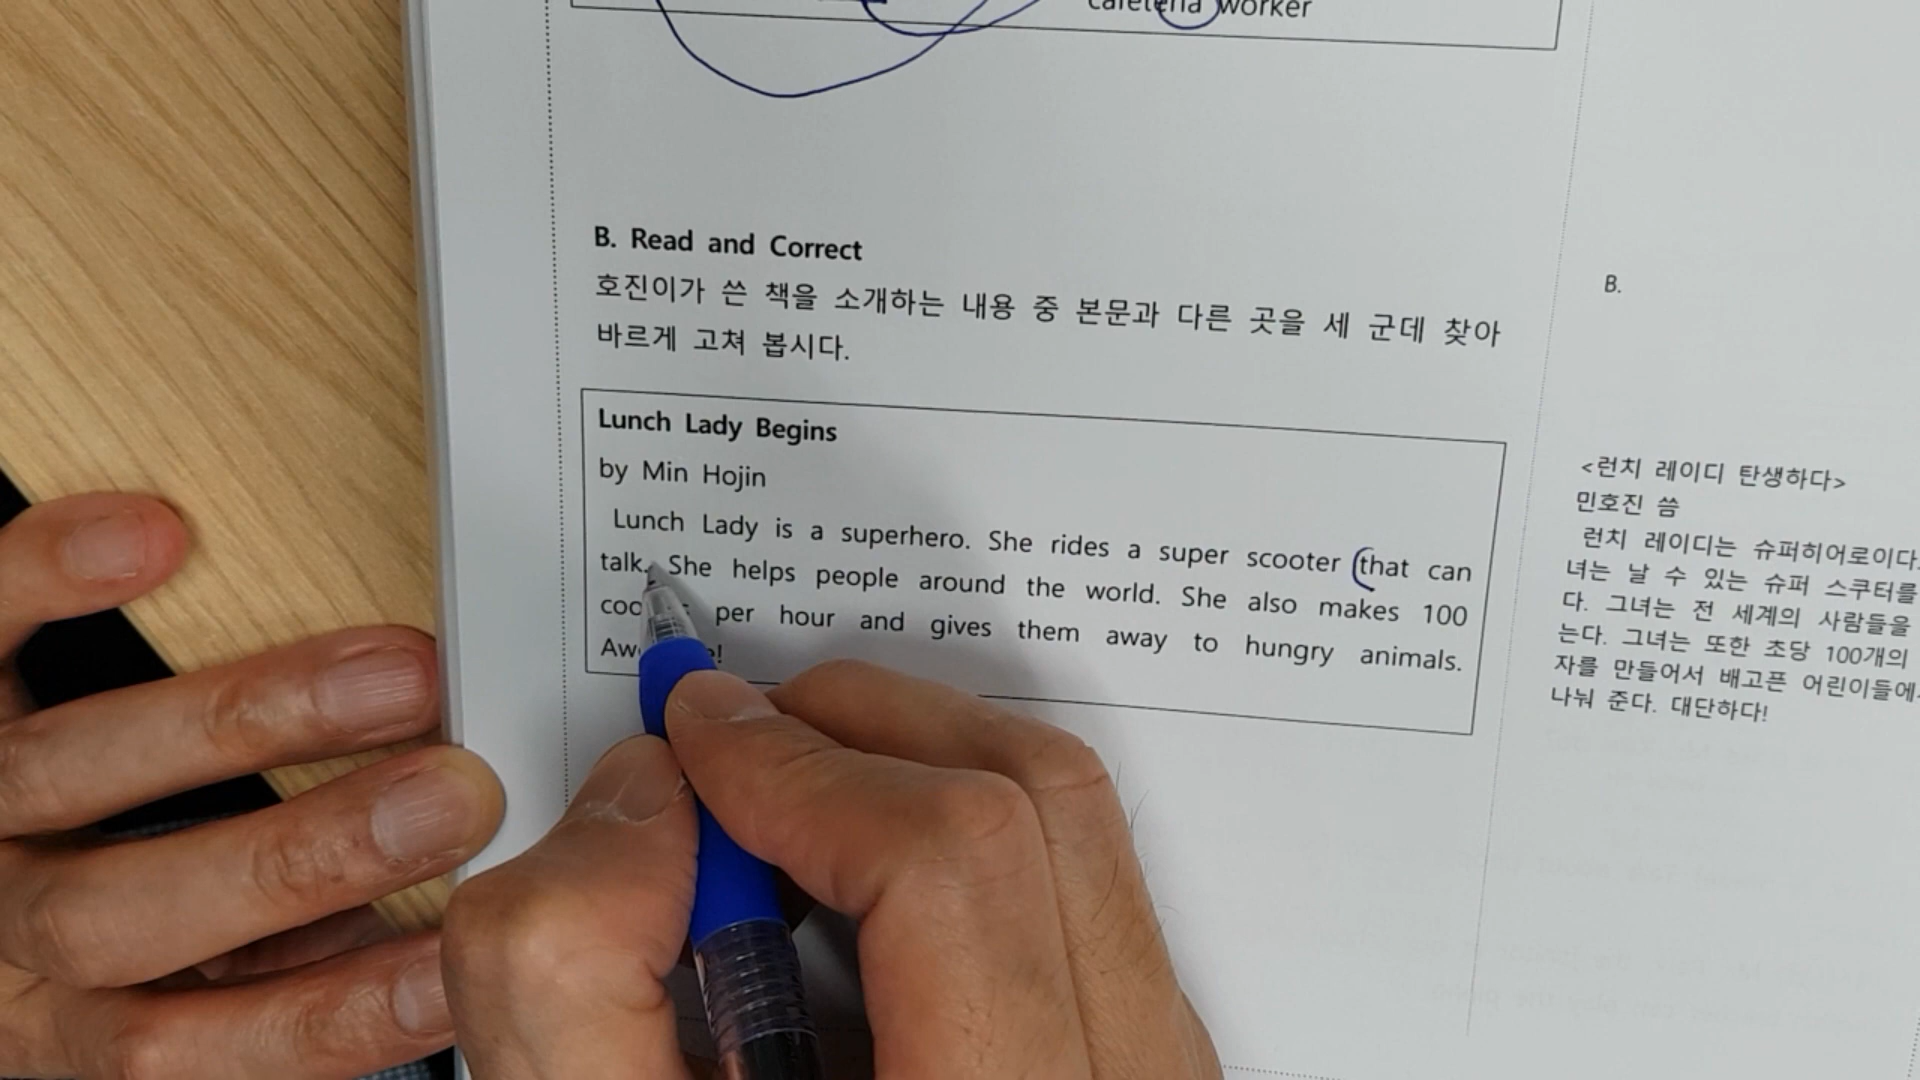 cafeteria worker
B. Read and Correct
호진이가 쓴 책을 소개하는 내용 중 본문과 다른 곳을 세 군데 찾아
바르게 고쳐 봅시다.
Lunch Lady Begins
by Min Hojin
Lunch Lady is a superhero. She rides a super scooter that can
talk. She helps people around the world. She also makes 100
per hour and gives them away to hungry animals.
B.
<런치 레이디 탄생하다>
민호진 씀
런치 레이디는 슈퍼히어로이다.
녀는 날 수 있는 슈퍼 스쿠터를
다. 그녀는 전 세계의 사람들을
는다. 그녀는 또한 초당 100개의
자를 만들어서 배고픈 어린이들에
나눠 준다. 대단하다!